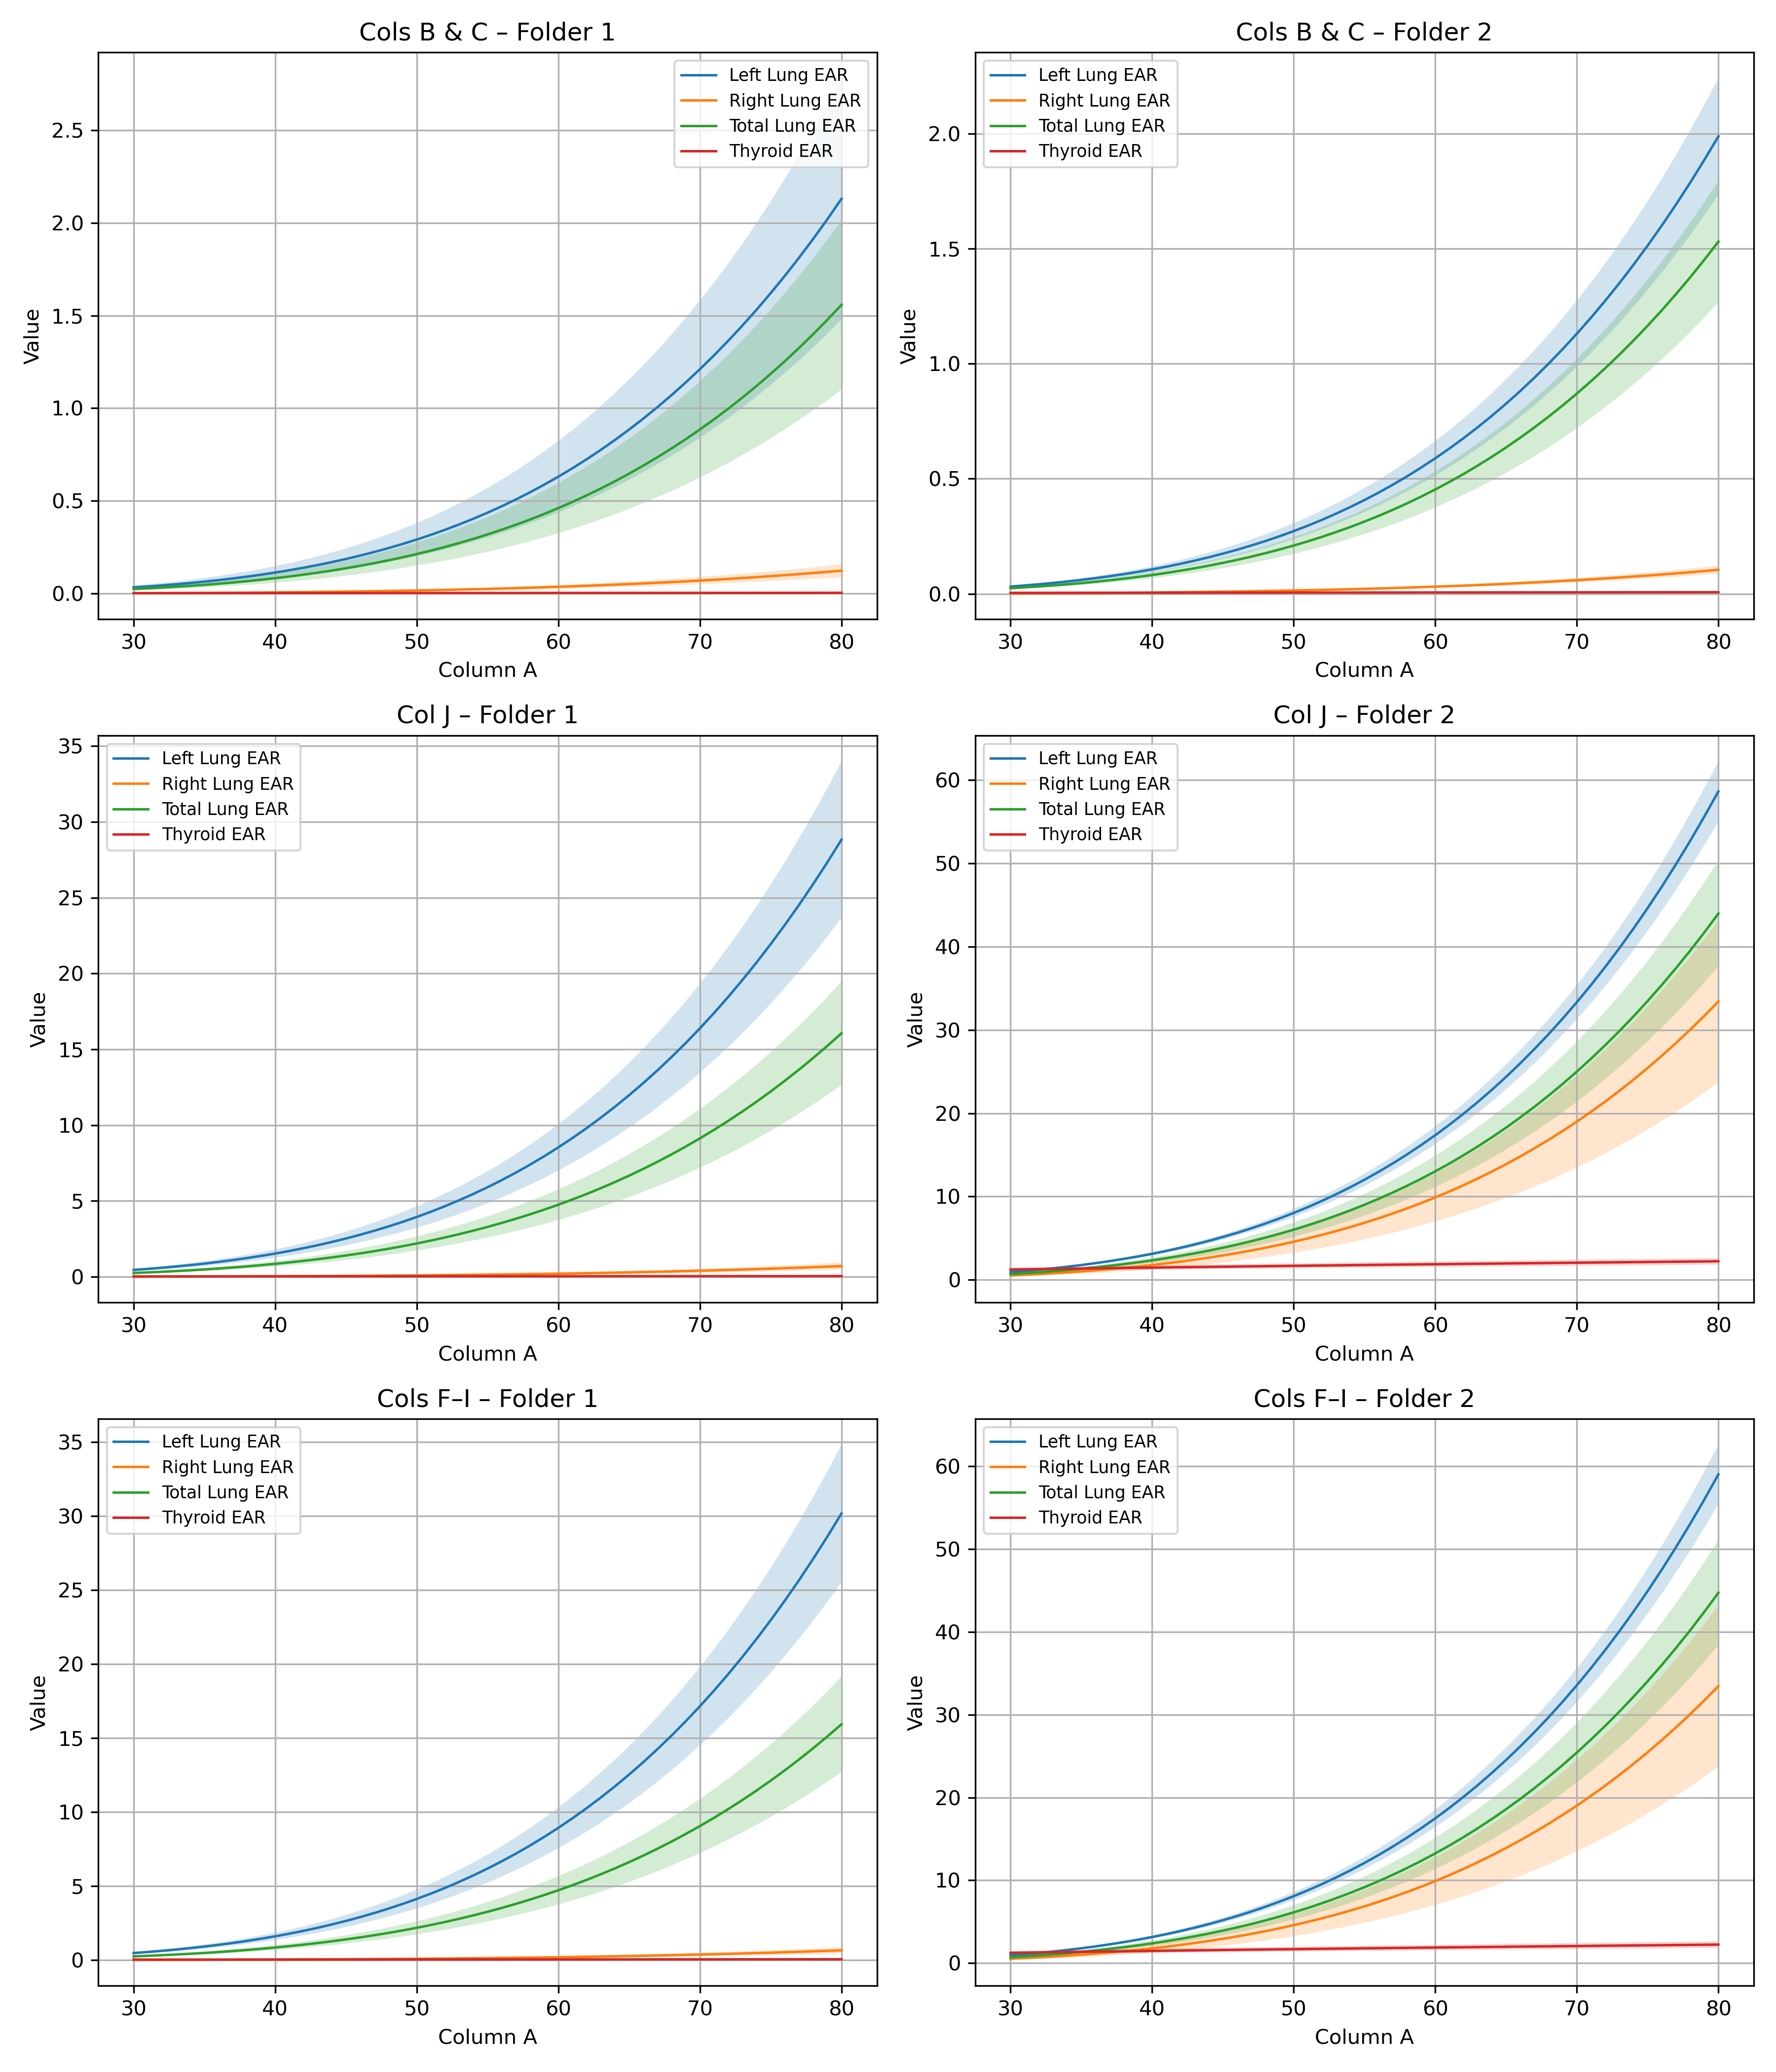 Cols B & C – Folder 1
Left Lung EAR
Right Lung EAR
Total Lung EAR
Thyroid EAR
Value
2.5
2.0
1.5
1.0
0.5
0.0
30 40 50 60 70 80
Column A
Cols B & C – Folder 2
Left Lung EAR
Right Lung EAR
Total Lung EAR
Thyroid EAR
Value
2.0
1.5
1.0
0.5
0.0
30 40 50 60 70 80
Column A
Col J – Folder 1
Left Lung EAR
Right Lung EAR
Total Lung EAR
Thyroid EAR
Value
35
30
25
20
15
10
5
0
30 40 50 60 70 80
Column A
Col J – Folder 2
Left Lung EAR
Right Lung EAR
Total Lung EAR
Thyroid EAR
Value
60
50
40
30
20
10
0
30 40 50 60 70 80
Column A
Cols F–I – Folder 1
Left Lung EAR
Right Lung EAR
Total Lung EAR
Thyroid EAR
Value
35
30
25
20
15
10
5
0
30 40 50 60 70 80
Column A
Cols F–I – Folder 2
Left Lung EAR
Right Lung EAR
Total Lung EAR
Thyroid EAR
Value
60
50
40
30
20
10
0
30 40 50 60 70 80
Column A